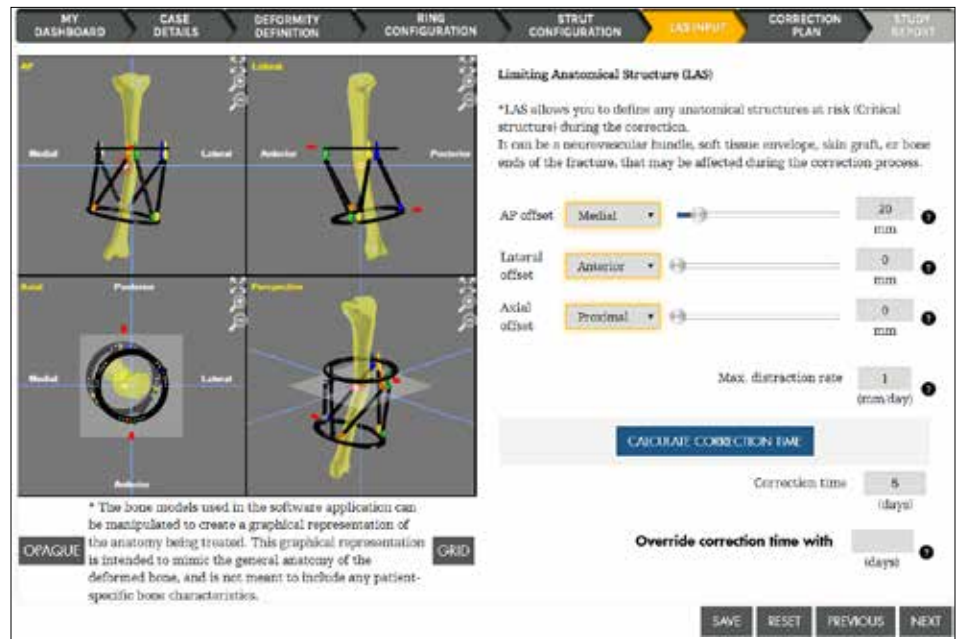 MY DASHBOARD
CASE DETAILS
DEFORMITY DEFINITION
RING CONFIGURATION
STRUT CONFIGURATION
LAS INPUT
CORRECTION PLAN
STUDY REPORT
AP
Medial
Lateral
Lateral
Anterior
Posterior
Axial
Posterior
Medial
Lateral
Anterior
Perspective
* The bone models used in the software application can
be manipulated to create a graphical representation of
the anatomy being treated. This graphical representation
is intended to mimic the general anatomy of the
deformed bone, and is not meant to include any patient-
specific bone characteristics.
OPAQUE
GRID
Limiting Anatomical Structure (LAS)
*LAS allows you to define any anatomical structures at risk (Critical
structure) during the correction.
It can be a neurovascular bundle, soft tissue envelope, skin graft, or bone
ends of the fracture, that may be affected during the correction process.
AP offset
Medial
20
mm
Lateral
offset
Anterior
0
mm
Axial
offset
Proximal
0
mm
Max. distraction rate
1
(mm/day)
CALCULATE CORRECTION TIME
Correction time
(days)
Override correction time with
(days)
SAVE
RESET
PREVIOUS
NEXT